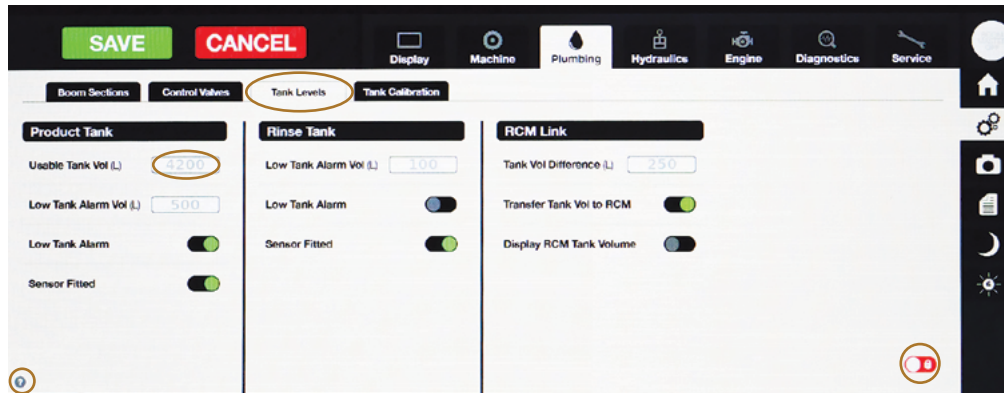 SAVE CANCEL
Display Machine Plumbing Hydraulics Engine Diagnostics Service
Boom Sections Control Valves Tank Levels Tank Calibration
Product Tank
Usable Tank Vol (L) 4200
Low Tank Alarm Vol (L) 500
Low Tank Alarm
Sensor Fitted
Rinse Tank
Low Tank Alarm Vol (L) 100
Low Tank Alarm
Sensor Fitted
RCM Link
Tank Vol Difference (L) 250
Transfer Tank Vol to RCM
Display RCM Tank Volume
?